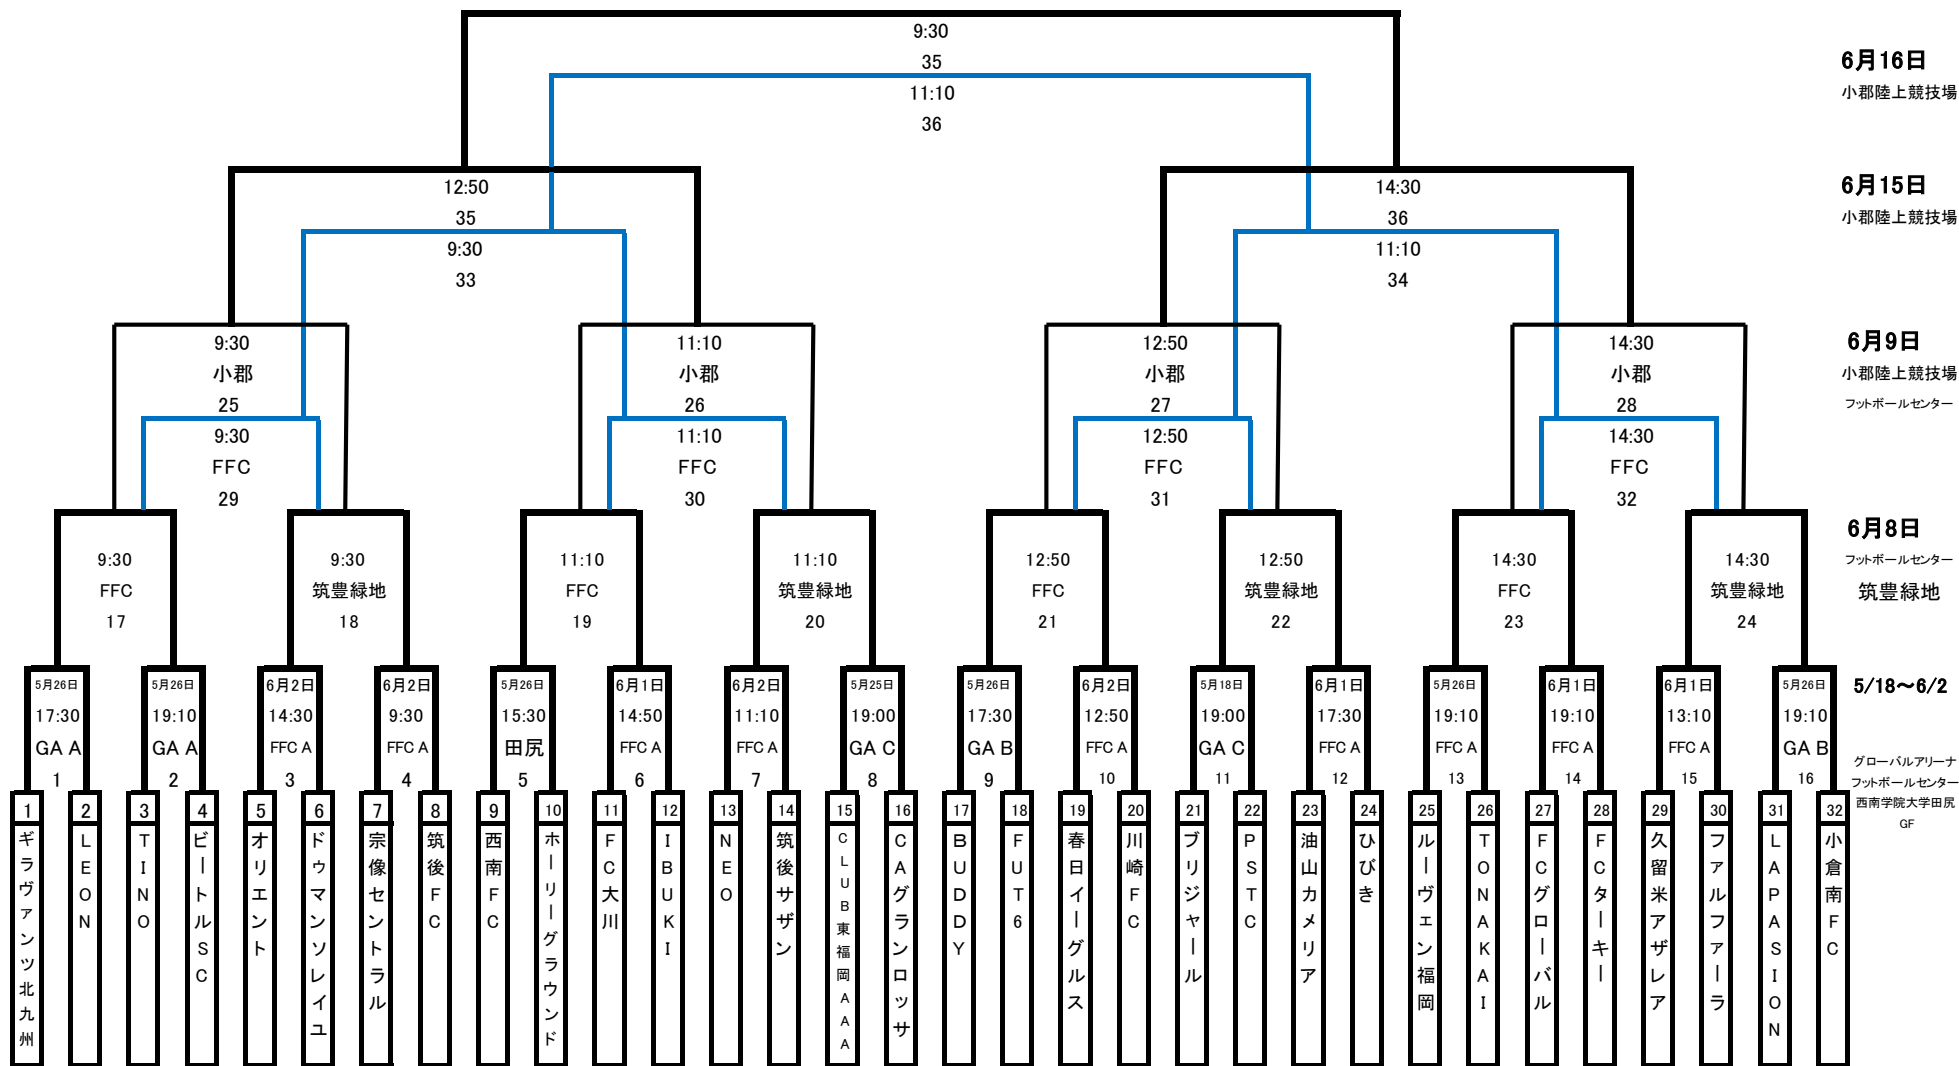 9:30
35
11:10
36
6月16日
小郡陸上競技場
12:50
35
9:30
33
14:30
36
11:10
34
6月15日
小郡陸上競技場
9:30
小郡
25
9:30
FFC
29
11:10
小郡
26
11:10
FFC
30
12:50
小郡
27
12:50
FFC
31
14:30
小郡
28
14:30
FFC
32
6月9日
小郡陸上競技場
フットボールセンター
9:30
FFC
17
9:30
筑豊緑地
18
11:10
FFC
19
11:10
筑豊緑地
20
12:50
FFC
21
12:50
筑豊緑地
22
14:30
FFC
23
14:30
筑豊緑地
24
6月8日
フットボールセンター
筑豊緑地
5月26日
17:30
GA A
1
5月26日
19:10
GA A
2
6月2日
14:30
FFC A
3
6月2日
9:30
FFC A
4
5月26日
15:30
田尻
5
6月1日
14:50
FFC A
6
6月2日
11:10
FFC A
7
5月25日
19:00
GA C
8
5月26日
17:30
GA B
9
6月2日
12:50
FFC A
10
5月18日
19:00
GA C
11
6月1日
17:30
FFC A
12
5月26日
19:10
FFC A
13
6月1日
19:10
FFC A
14
6月1日
13:10
FFC A
15
5月26日
19:10
GA B
16
5/18～6/2
グローバルアリーナ
フットボールセンター
西南学院大学田尻
GF
1
ギラヴァンツ北九州
2
LEON
3
TINO
4
ビートルSC
5
オリエント
6
ドゥマンソレイユ
7
宗像セントラル
8
筑後FC
9
西南FC
10
ホーリーグラウンド
11
FC大川
12
IBUKI
13
NEO
14
筑後サザン
15
CLUB東福岡AAA
16
CAグランロッサ
17
BUDDY
18
FUT6
19
春日イーグルス
20
川崎FC
21
ブリジャール
22
PSTC
23
油山カメリア
24
ひびき
25
ルーヴェン福岡
26
TONAKAI
27
FCグローバル
28
FCターキー
29
久留米アザレア
30
ファルファーラ
31
LAPASION
32
小倉南FC